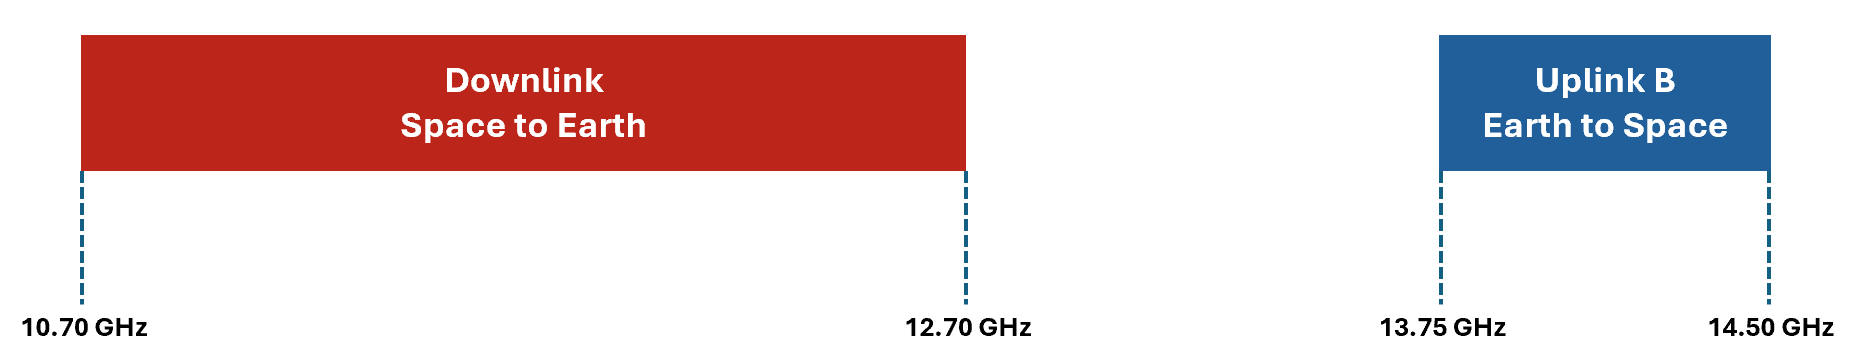 Downlink
Space to Earth
Uplink B
Earth to Space
10.70 GHz
12.70 GHz
13.75 GHz
14.50 GHz